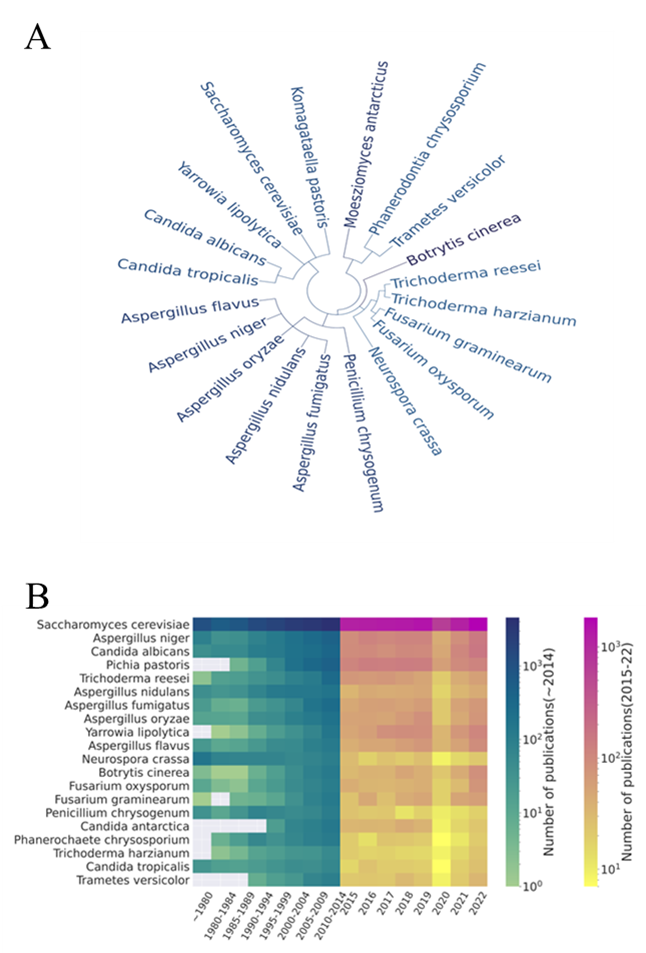 A
Saccharomyces cerevisiae
Komagataella pastoris
Moesziomyces antarcticus
Phanerodontia chrysosporium
Trametes versicolor
Botrytis cinerea
Trichoderma reesei
Trichoderma harzianum
Fusarium graminearum
Fusarium oxysporum
Neurospora crassa
Penicillium chrysogenum
Aspergillus fumigatus
Aspergillus nidulans
Aspergillus oryzae
Aspergillus niger
Aspergillus flavus
Candida tropicalis
Candida albicans
Yarrowia lipolytica
B
Saccharomyces cerevisiae
Aspergillus niger
Candida albicans
Pichia pastoris
Trichoderma reesei
Aspergillus nidulans
Aspergillus fumigatus
Aspergillus oryzae
Yarrowia lipolytica
Aspergillus flavus
Neurospora crassa
Botrytis cinerea
Fusarium oxysporum
Fusarium graminearum
Penicillium chrysogenum
Candida antarctica
Phanerochaete chrysosporium
Trichoderma harzianum
Candida tropicalis
Trametes versicolor
~1980
1980-1984
1985-1989
1990-1994
1995-1999
2000-2004
2005-2009
2010-2014
2015
2016
2017
2018
2019
2020
2021
2022
10³
10²
10¹
10⁰
Number of publications(~2014)
10³
10²
10¹
Number of publications(2015-22)